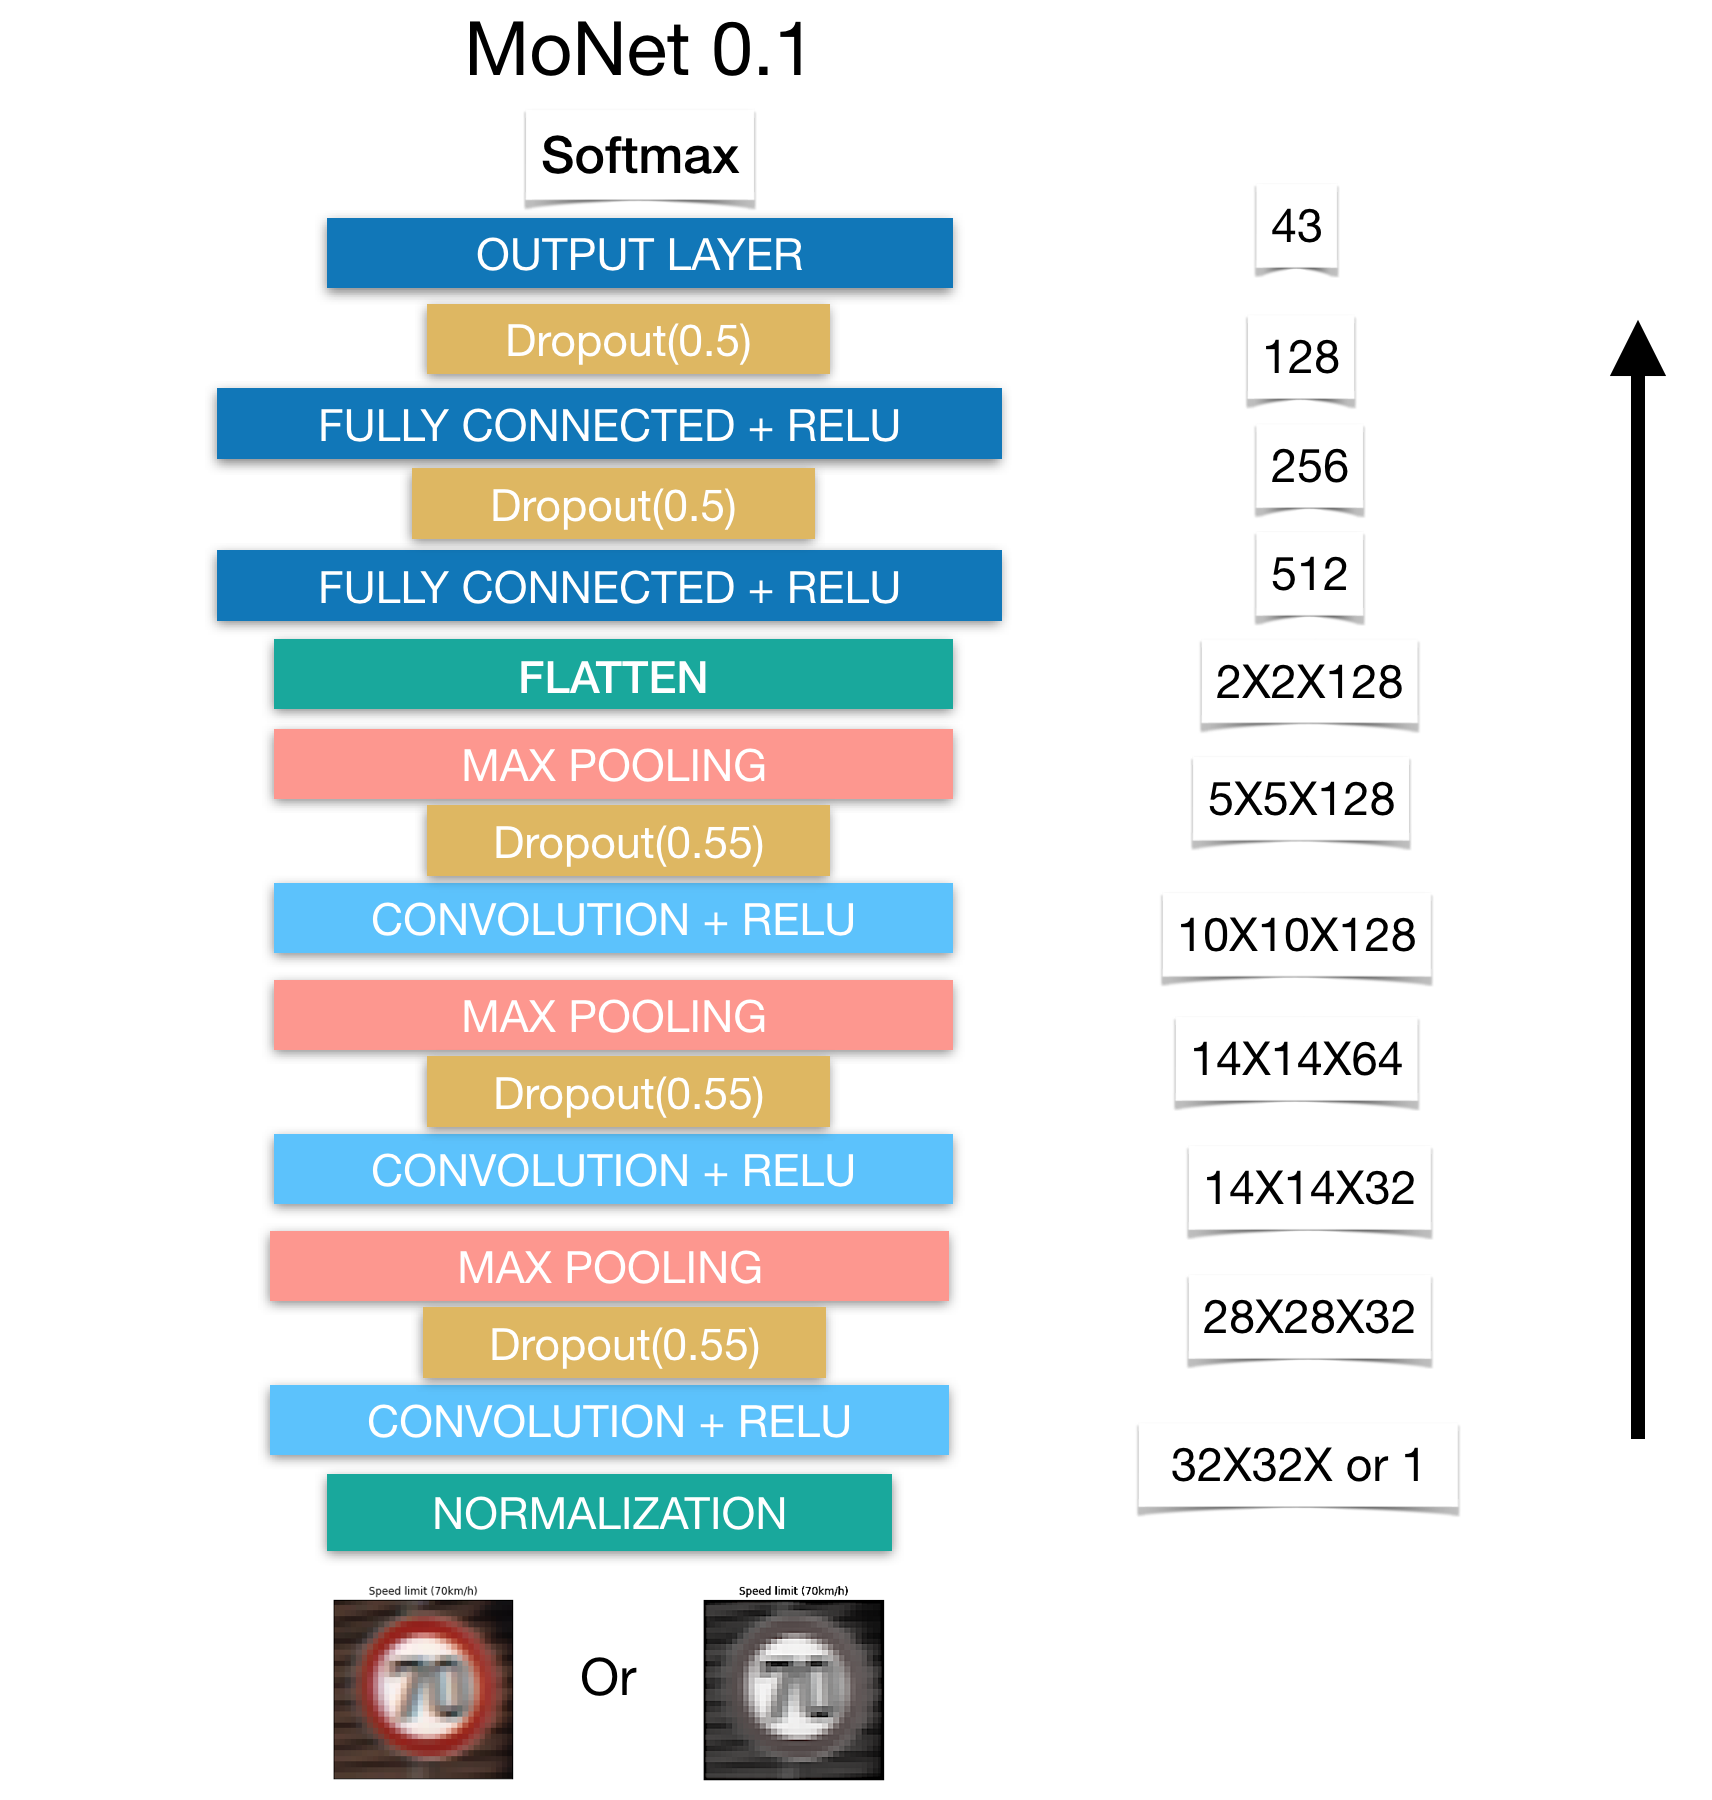 MoNet 0.1
Softmax
43
OUTPUT LAYER
Dropout(0.5)
128
FULLY CONNECTED + RELU
256
Dropout(0.5)
512
FULLY CONNECTED + RELU
FLATTEN
2X2X128
MAX POOLING
5X5X128
Dropout(0.55)
CONVOLUTION + RELU
10X10X128
MAX POOLING
14X14X64
Dropout(0.55)
CONVOLUTION + RELU
14X14X32
MAX POOLING
28X28X32
Dropout(0.55)
CONVOLUTION + RELU
32X32X or 1
NORMALIZATION
Speed limit (70km/h)
Speed limit (70km/h)
70
Or
70